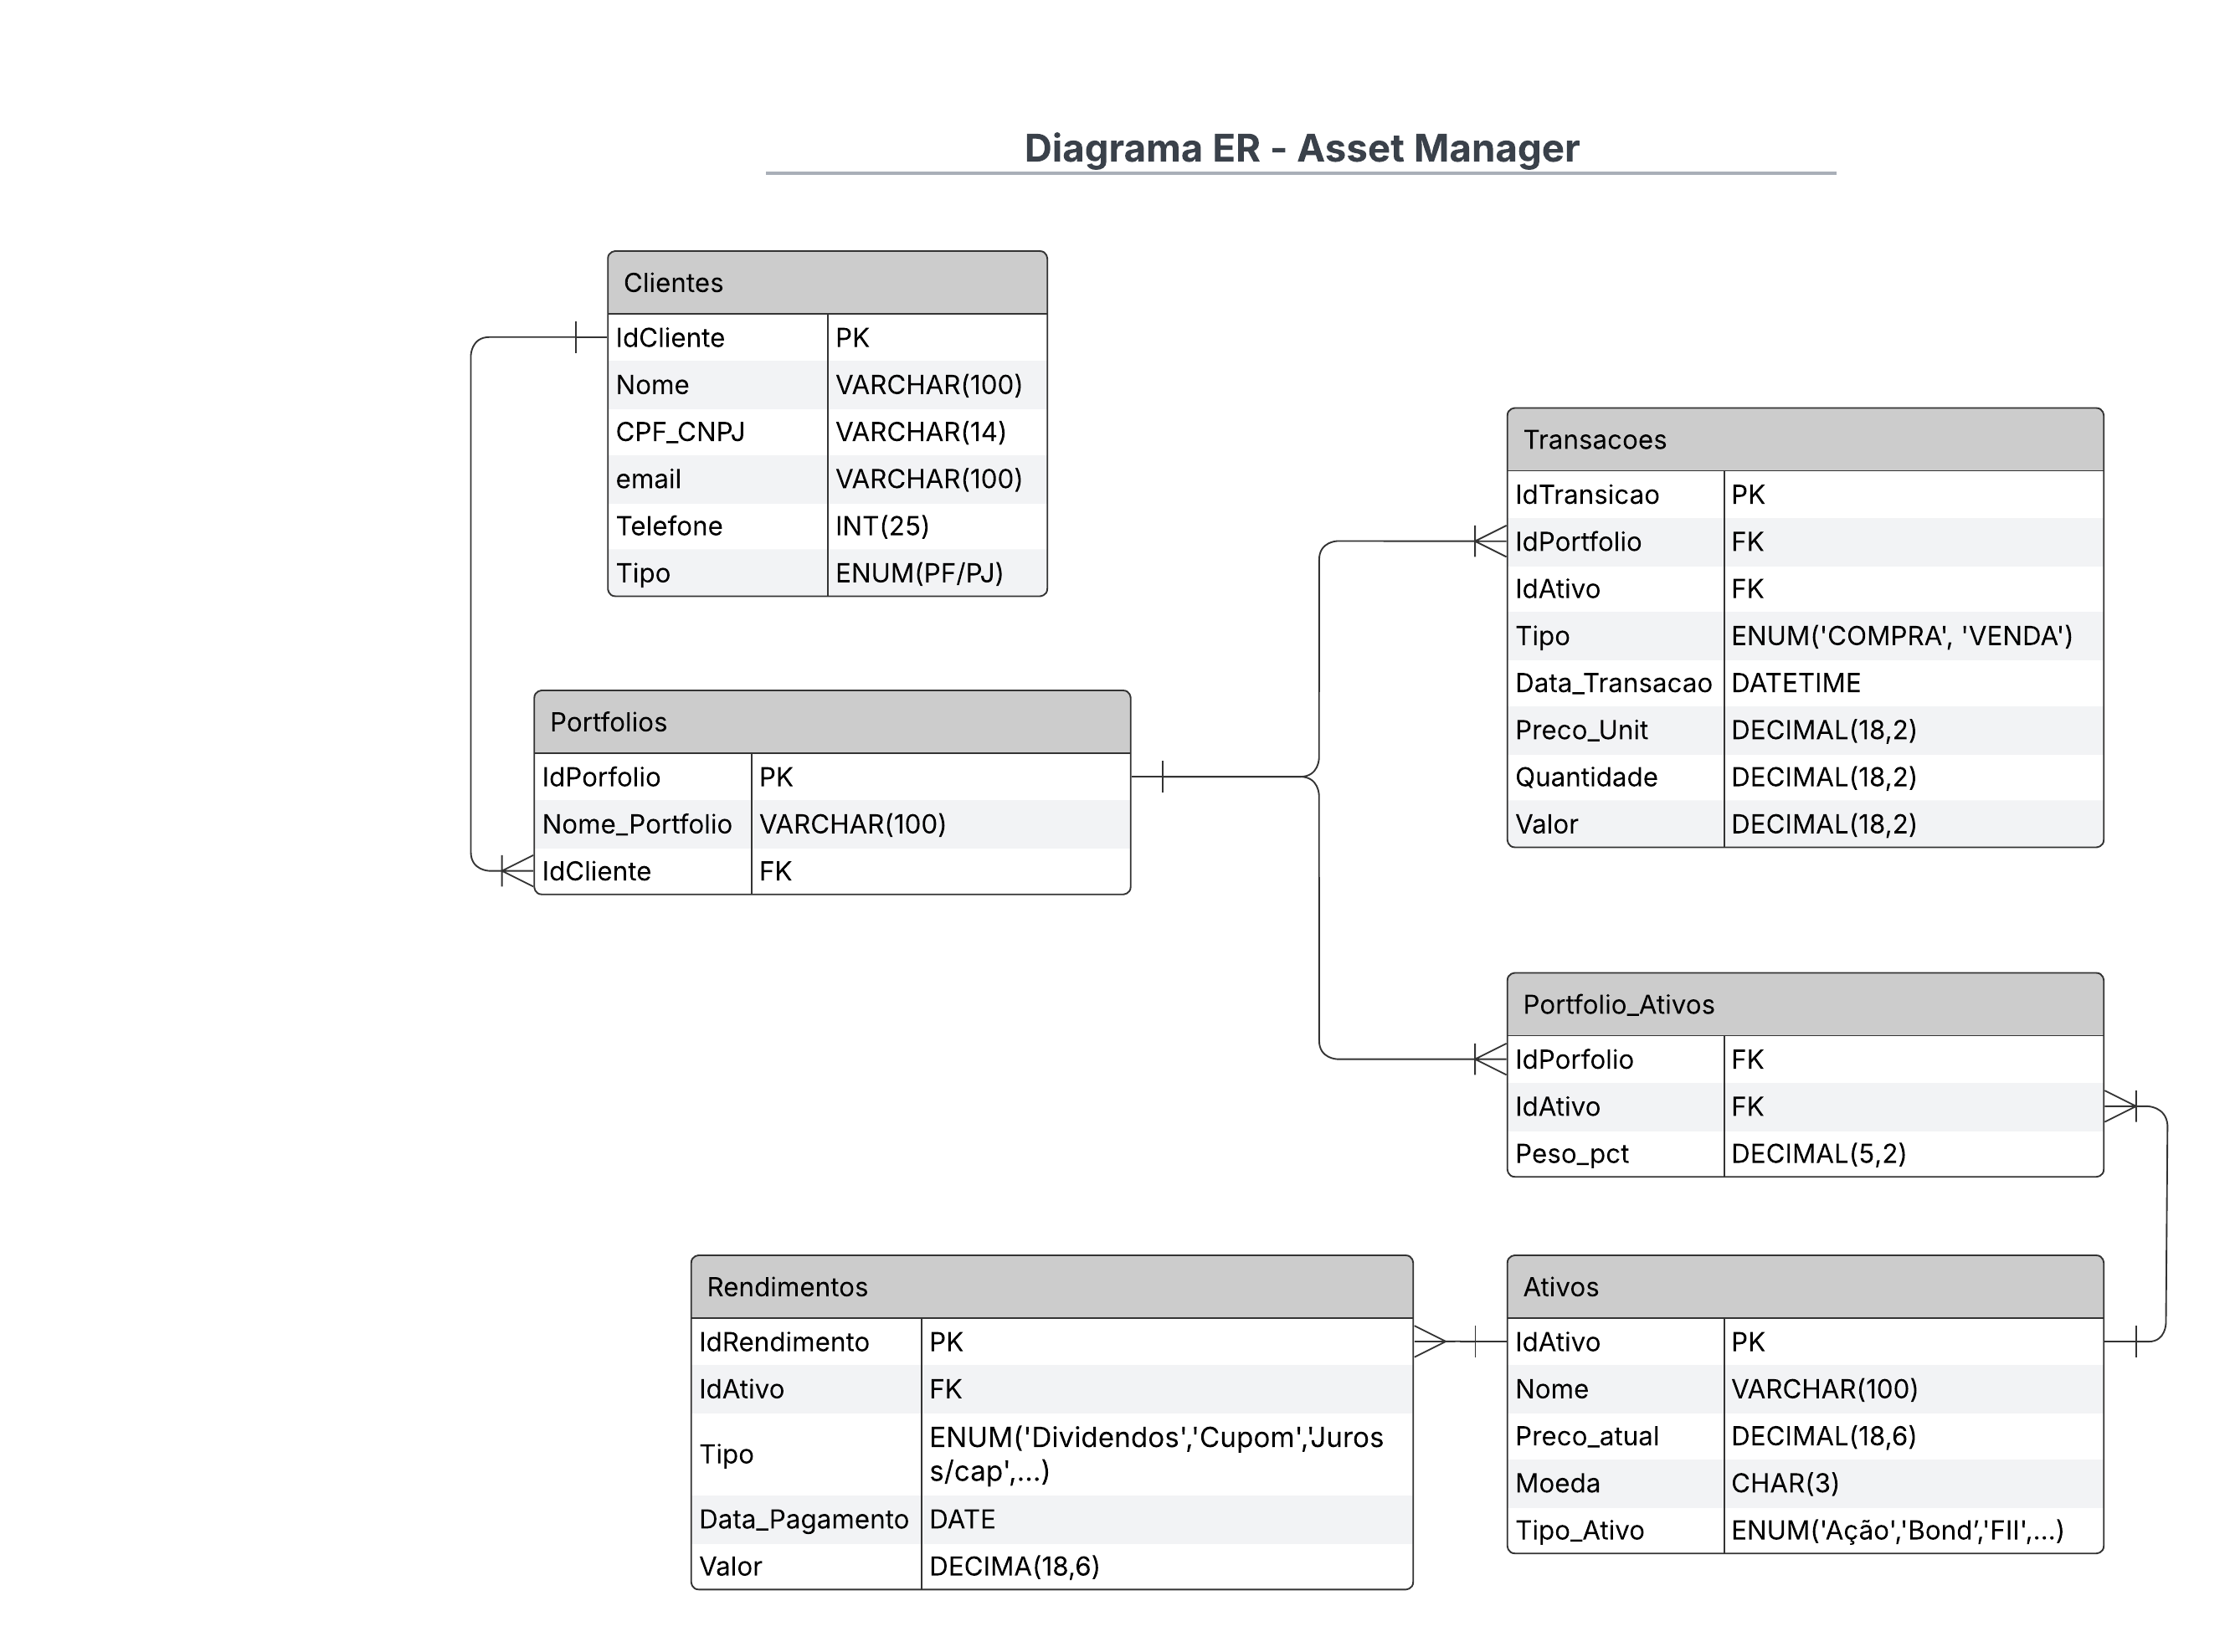 Diagrama ER - Asset Manager
Clientes
IdCliente PK
Nome VARCHAR(100)
CPF_CNPJ VARCHAR(14)
email VARCHAR(100)
Telefone INT(25)
Tipo ENUM(PF/PJ)
Portfolios
IdPorfolio PK
Nome_Portfolio VARCHAR(100)
IdCliente FK
Transacoes
IdTransicao PK
IdPortfolio FK
IdAtivo FK
Tipo ENUM('COMPRA', 'VENDA')
Data_Transacao DATETIME
Preco_Unit DECIMAL(18,2)
Quantidade DECIMAL(18,2)
Valor DECIMAL(18,2)
Portfolio_Ativos
IdPorfolio FK
IdAtivo FK
Peso_pct DECIMAL(5,2)
Rendimentos
IdRendimento PK
IdAtivo FK
Tipo ENUM('Dividendos','Cupom','Juros
s/cap',...)
Data_Pagamento DATE
Valor DECIMA(18,6)
Ativos
IdAtivo PK
Nome VARCHAR(100)
Preco_atual DECIMAL(18,6)
Moeda CHAR(3)
Tipo_Ativo ENUM('Ação','Bond’,'FII',...)